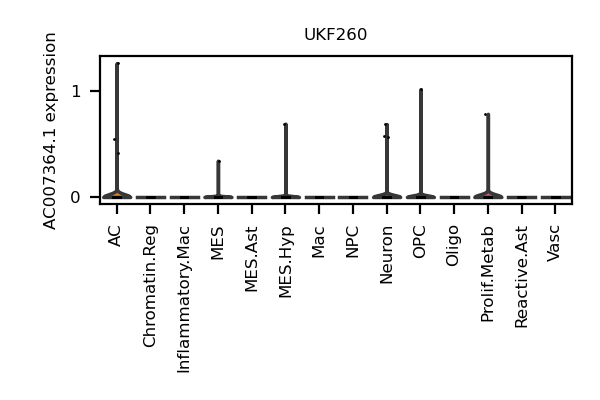 UKF260
AC007364.1 expression
1
0
AC
Chromatin.Reg
Inflammatory.Mac
MES
MES.Ast
MES.Hyp
Mac
NPC
Neuron
OPC
Oligo
Prolif.Metab
Reactive.Ast
Vasc